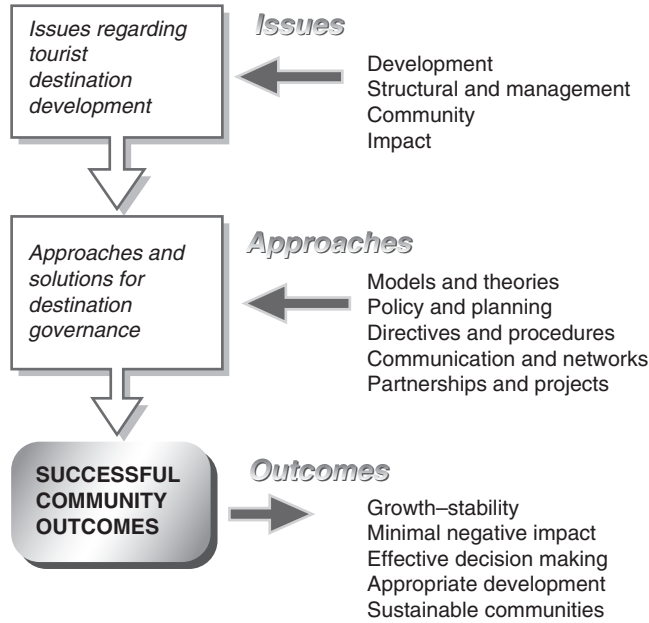 Issues regarding
tourist
destination
development
Issues
Development
Structural and management
Community
Impact
Approaches and
solutions for
destination
governance
Approaches
Models and theories
Policy and planning
Directives and procedures
Communication and networks
Partnerships and projects
SUCCESSFUL
COMMUNITY
OUTCOMES
Outcomes
Growth–stability
Minimal negative impact
Effective decision making
Appropriate development
Sustainable communities